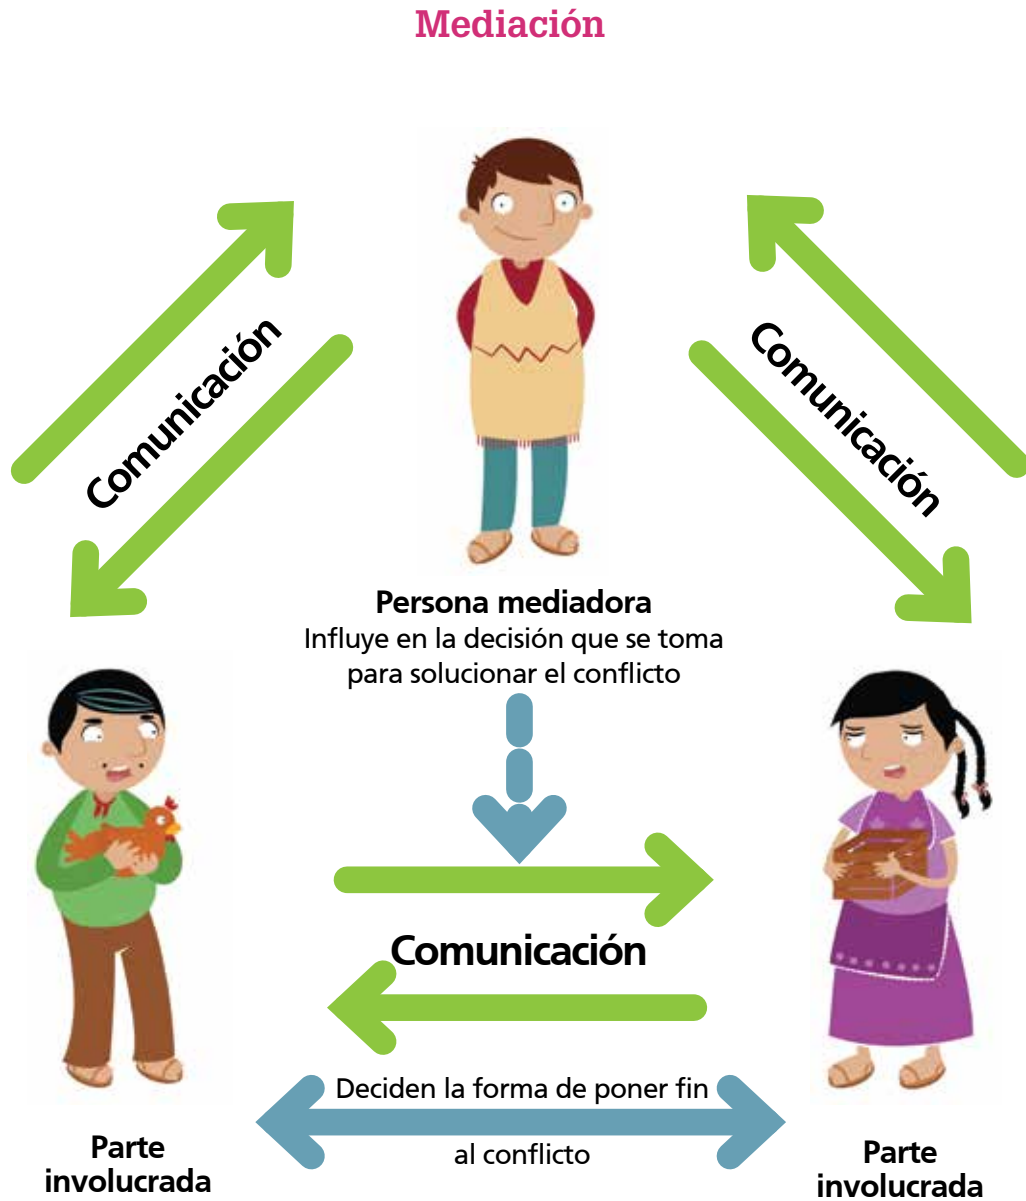 Mediación
Comunicación
Comunicación
Persona mediadora
Influye en la decisión que se toma
para solucionar el conflicto
Comunicación
Deciden la forma de poner fin
al conflicto
Parte
involucrada
Parte
involucrada